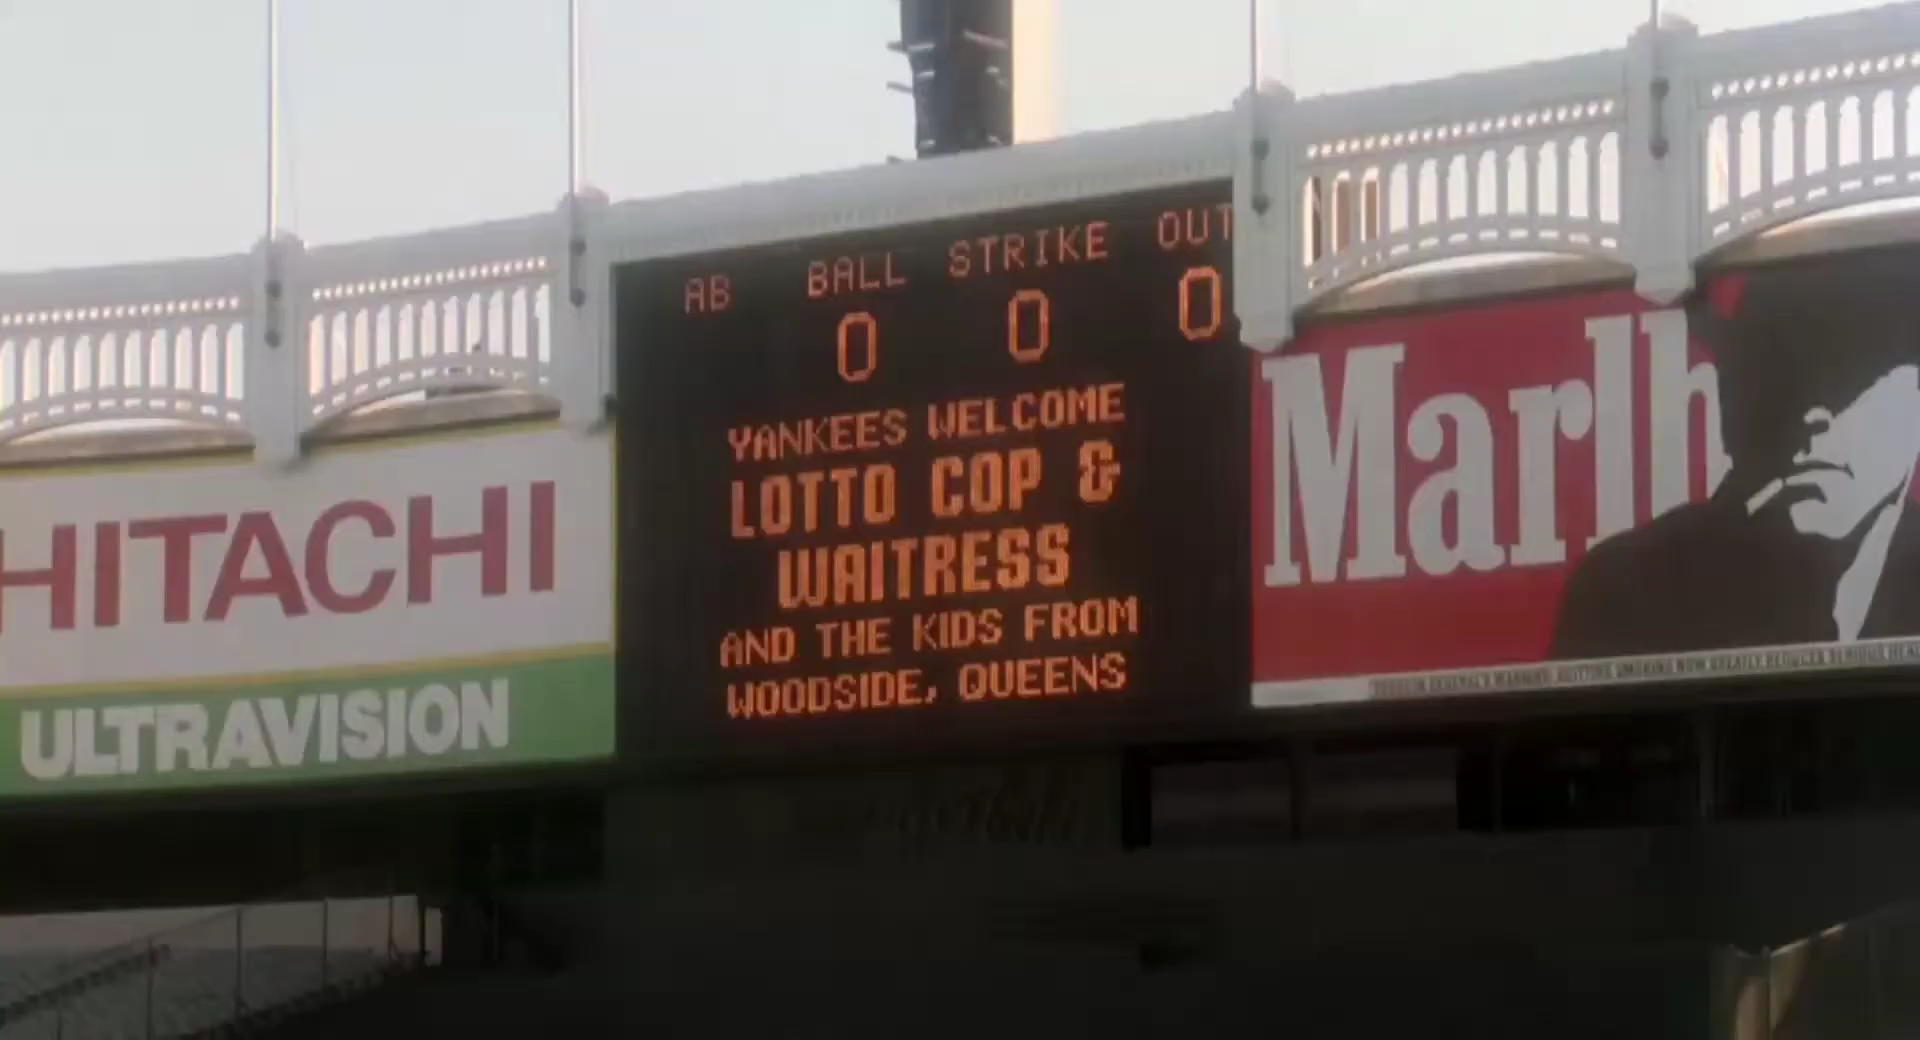 AB BALL STRIKE OUT
0 0 0
YANKEES WELCOME
LOTTO COP &
WAITRESS
AND THE KIDS FROM
WOODSIDE, QUEENS
HITACHI
ULTRAVISION
Marlb